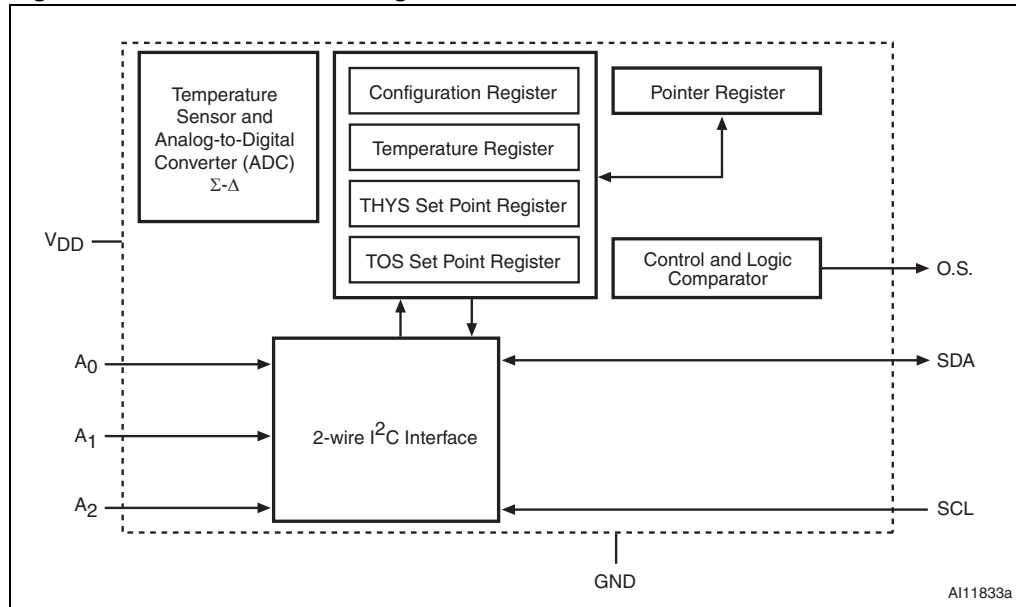 Temperature
Sensor and
Analog-to-Digital
Converter (ADC)
Σ-Δ
Configuration Register
Temperature Register
THYS Set Point Register
TOS Set Point Register
Pointer Register
Control and Logic
Comparator
VDD
O.S.
A0
A1
A2
2-wire I2C Interface
SDA
SCL
GND
AI11833a